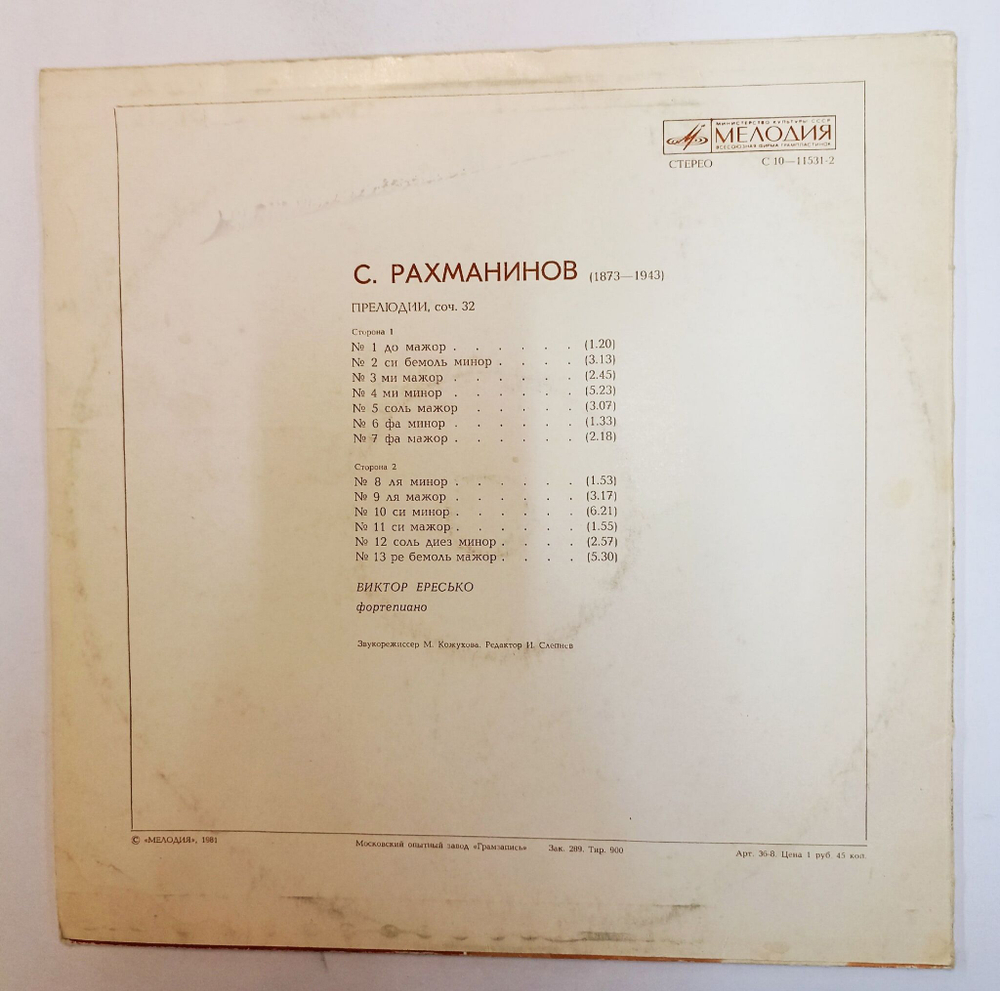 МИНИСТЕРСТВО КУЛЬТУРЫ СССР
МЕЛОДИЯ
ВСЕСОЮЗНАЯ ФИРМА ГРАМПЛАСТИНОК
СТЕРЕО С 10—11531-2
С. РАХМАНИНОВ (1873—1943)
ПРЕЛЮДИИ, соч. 32
Сторона 1
№ 1 до мажор . . . . . . (1.20)
№ 2 си бемоль минор . . . . (3.13)
№ 3 ми мажор . . . . . . (2.45)
№ 4 ми минор . . . . . . (5.23)
№ 5 соль мажор . . . . . (3.07)
№ 6 фа минор . . . . . . (1.33)
№ 7 фа мажор . . . . . . (2.18)
Сторона 2
№ 8 ля минор . . . . . . (1.53)
№ 9 ля мажор . . . . . . (3.17)
№ 10 си минор . . . . . . (6.21)
№ 11 си мажор . . . . . . (1.55)
№ 12 соль диез минор . . . . (2.57)
№ 13 ре бемоль мажор . . . . (5.30)
ВИКТОР ЕРЕСЬКО
фортепиано
Звукорежиссер М. Кожухова. Редактор И. Слепнев
© «МЕЛОДИЯ», 1981 Московский опытный завод «Грамзапись» Зак. 289. Тир. 900 Арт. 36-8. Цена 1 руб. 45 коп.